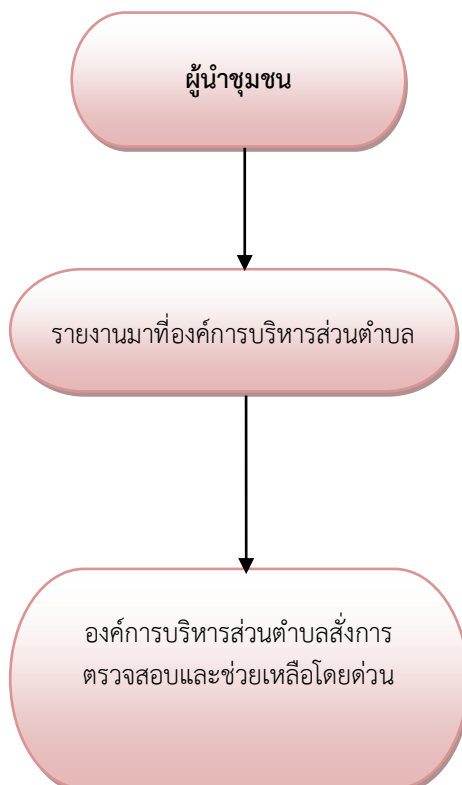 ผู้นำชุมชน
รายงานมาที่องค์การบริหารส่วนตำบล
องค์การบริหารส่วนตำบลสั่งการ
ตรวจสอบและช่วยเหลือโดยด่วน